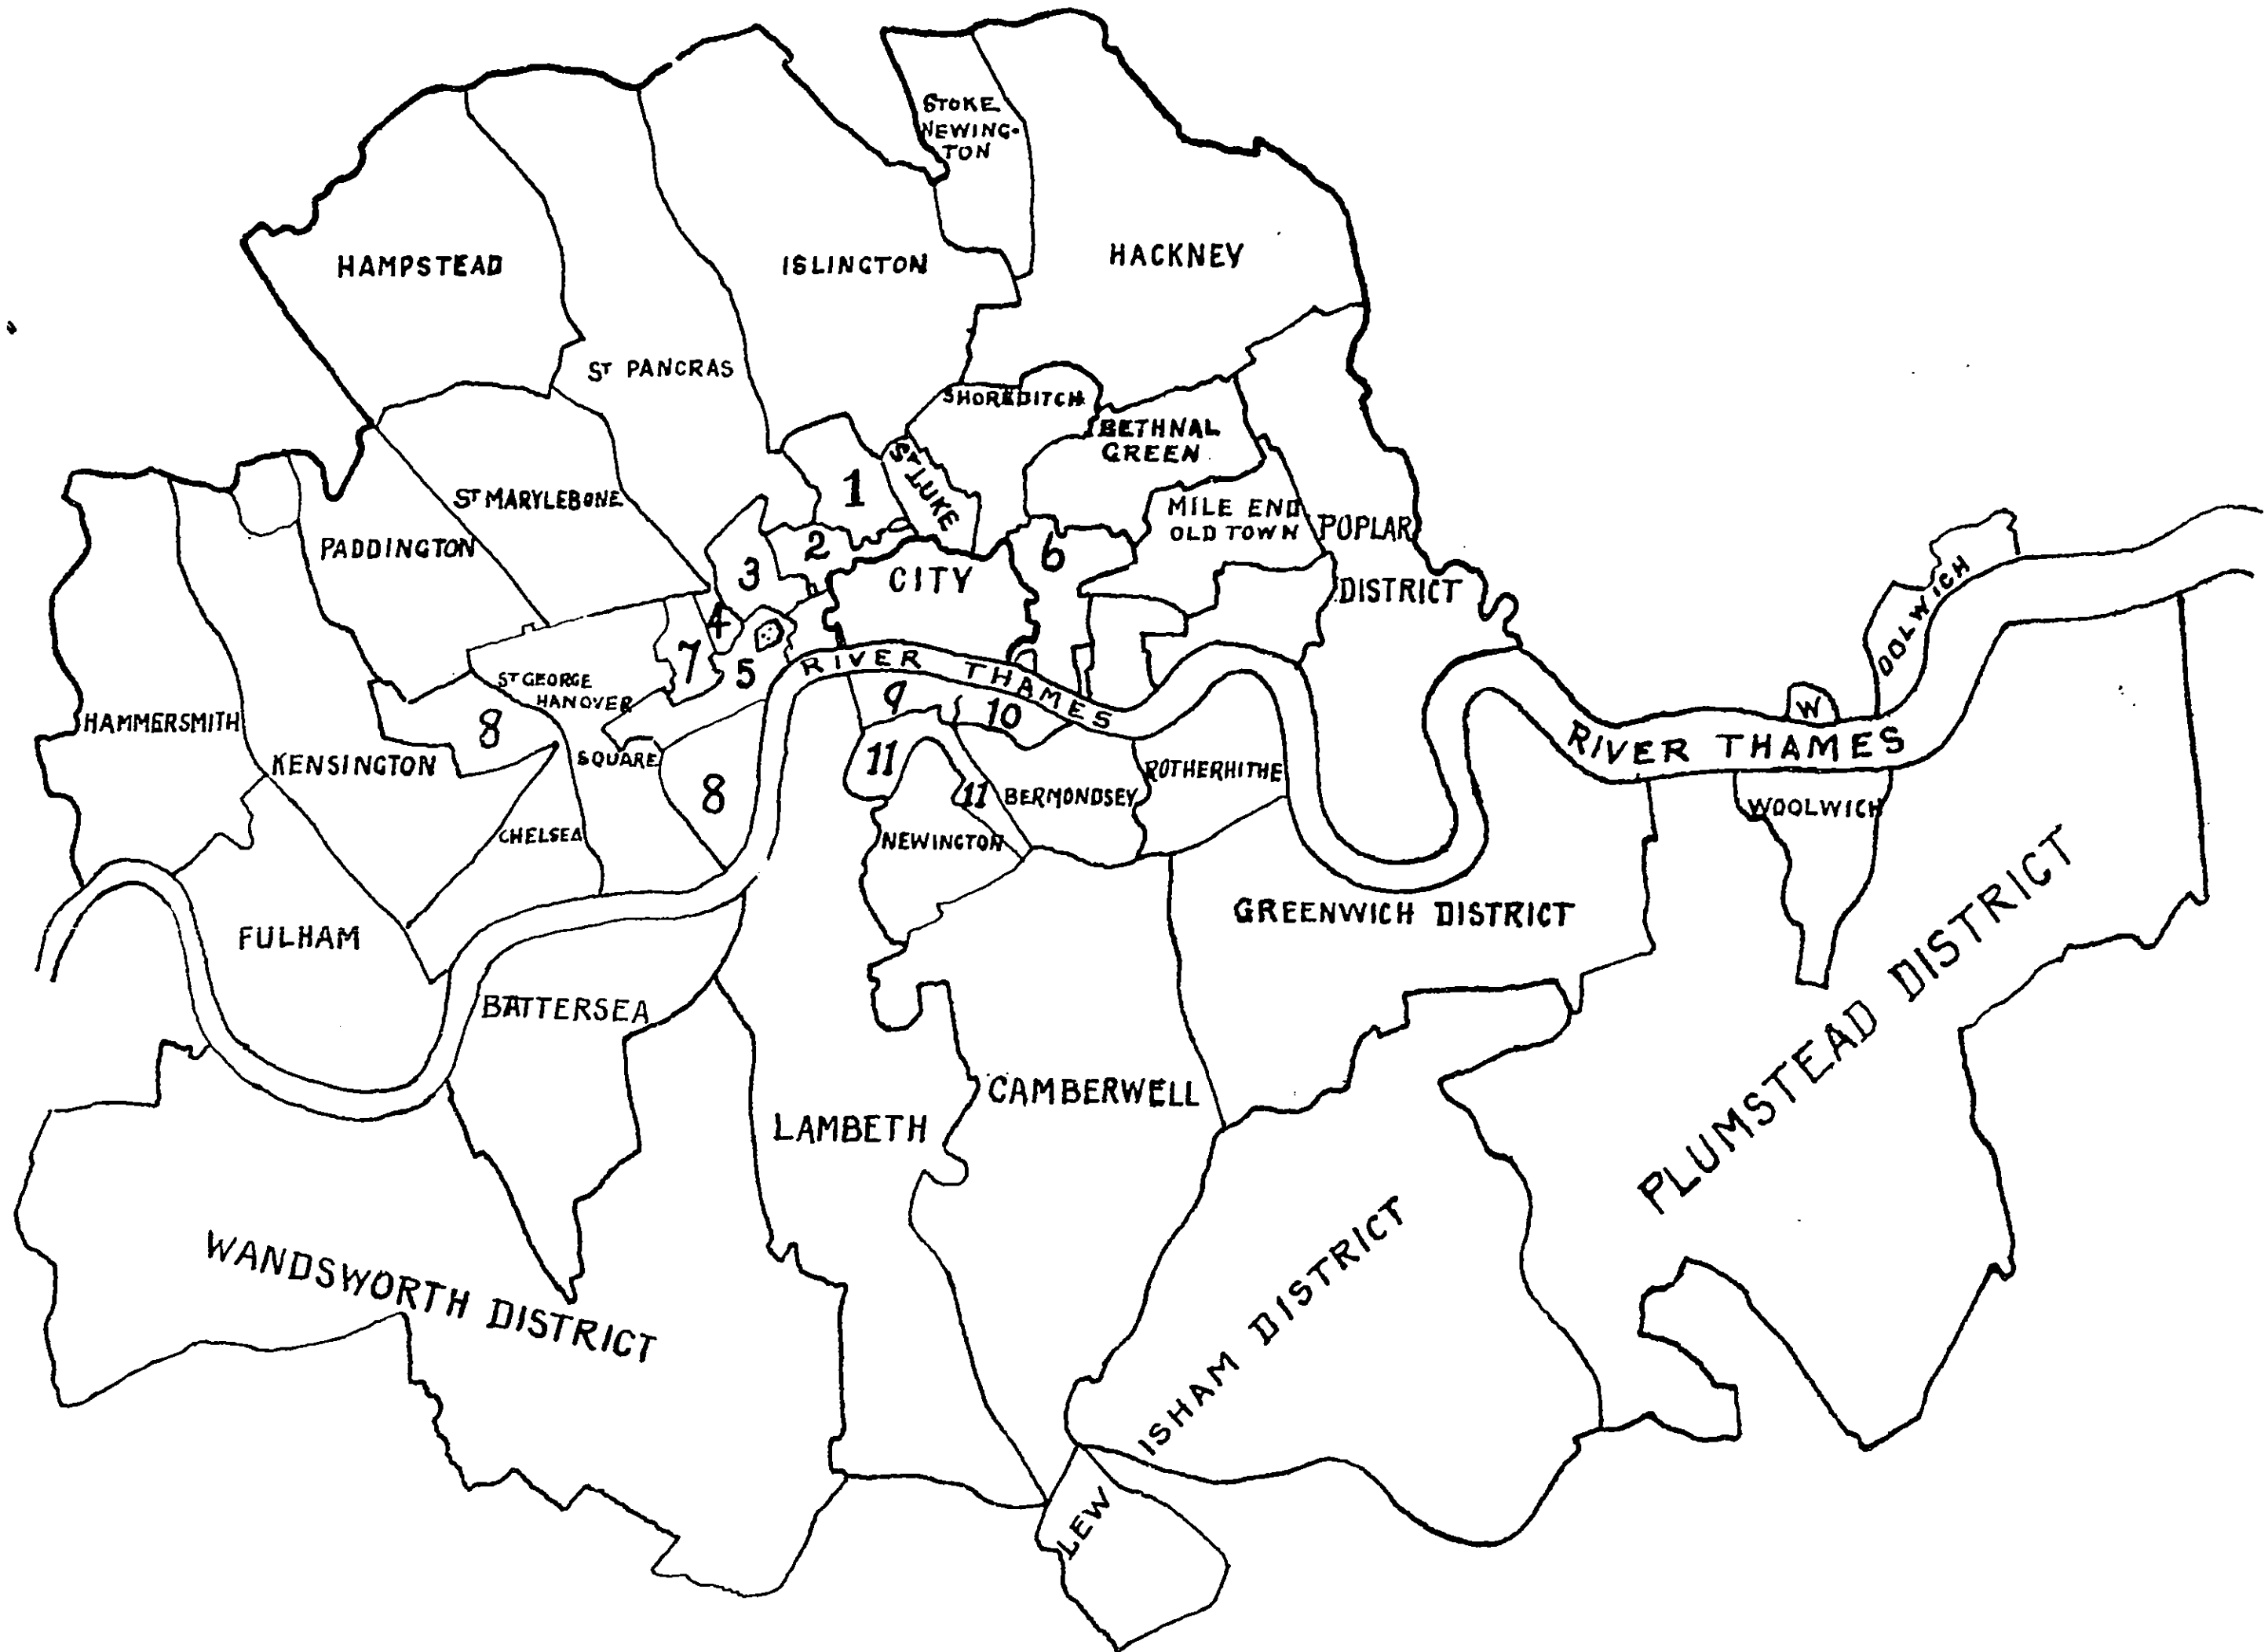 STOKE
NEWING-
TON
HAMPSTEAD
ISLINGTON
HACKNEY
ST PANCRAS
SHOREDITCH
BETHNAL
GREEN
ST LUKE
1
ST MARYLEBONE
MILE END
OLD TOWN
POPLAR
DISTRICT
PADDINGTON
2
3
CITY
6
4
7
5
WOOLWICH
RIVER THAMES
ST GEORGE
HANOVER
SQUARE
HAMMERSMITH
8
KENSINGTON
9
10
W
RIVER THAMES
11
8
11
BERMONDSEY
ROTHERHITHE
WOOLWICH
CHELSEA
NEWINGTON
FULHAM
GREENWICH DISTRICT
BATTERSEA
PLUMSTEAD DISTRICT
CAMBERWELL
LAMBETH
WANDSWORTH DISTRICT
LEW
ISHAM DISTRICT